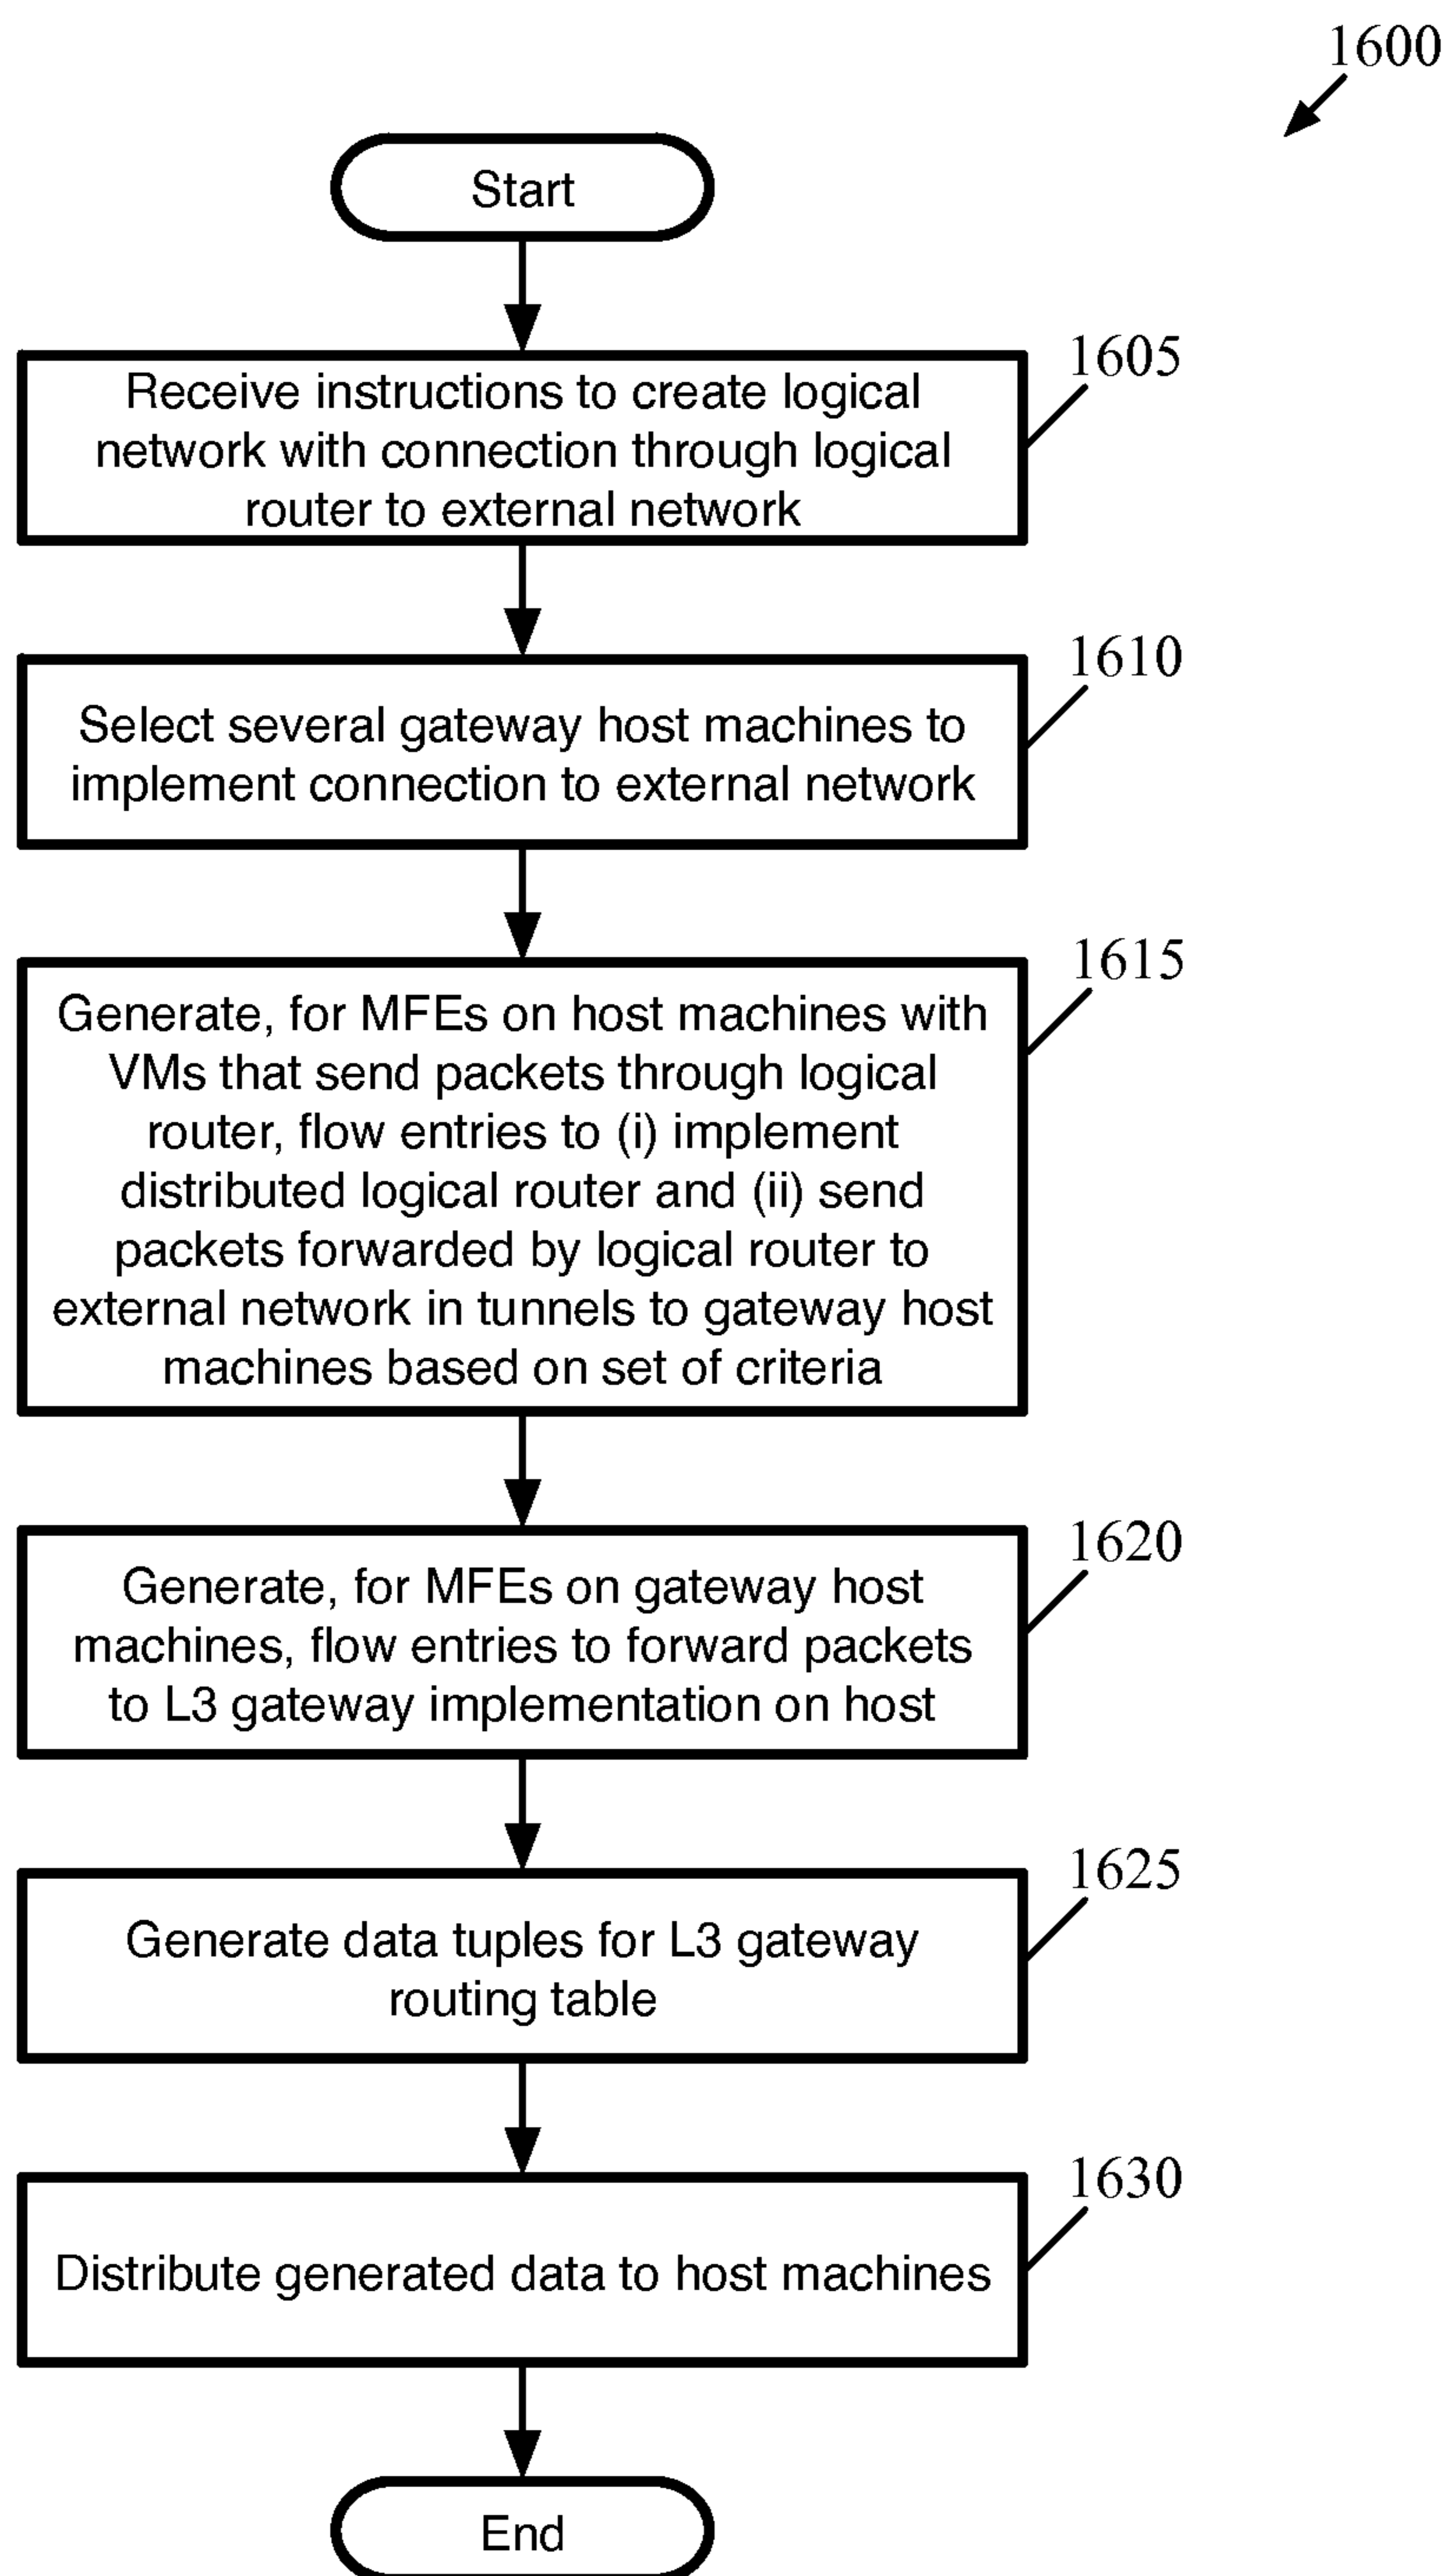 1600
Start
1605
Receive instructions to create logical
network with connection through logical
router to external network
1610
Select several gateway host machines to
implement connection to external network
1615
Generate, for MFEs on host machines with
VMs that send packets through logical
router, flow entries to (i) implement
distributed logical router and (ii) send
packets forwarded by logical router to
external network in tunnels to gateway host
machines based on set of criteria
1620
Generate, for MFEs on gateway host
machines, flow entries to forward packets
to L3 gateway implementation on host
1625
Generate data tuples for L3 gateway
routing table
1630
Distribute generated data to host machines
End